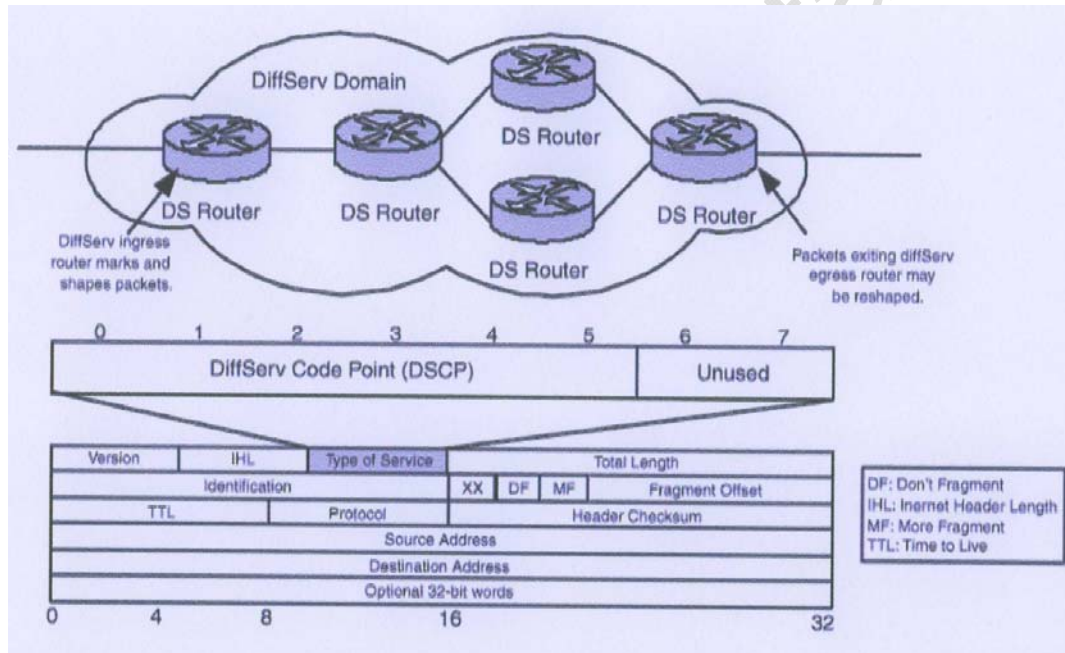 DiffServ Domain
DS Router
DS Router
DS Router
DS Router
DS Router
DiffServ ingress
router marks and
shapes packets.
Packets exiting diffServ
egress router may
be reshaped.
0 1 2 3 4 5 6 7
DiffServ Code Point (DSCP) Unused
Version IHL Type of Service Total Length
Identification XX DF MF Fragment Offset
TTL Protocol Header Checksum
Source Address
Destination Address
Optional 32-bit words
0 4 8 16 32
DF: Don't Fragment
IHL: Inernet Header Length
MF: More Fragment
TTL: Time to Live